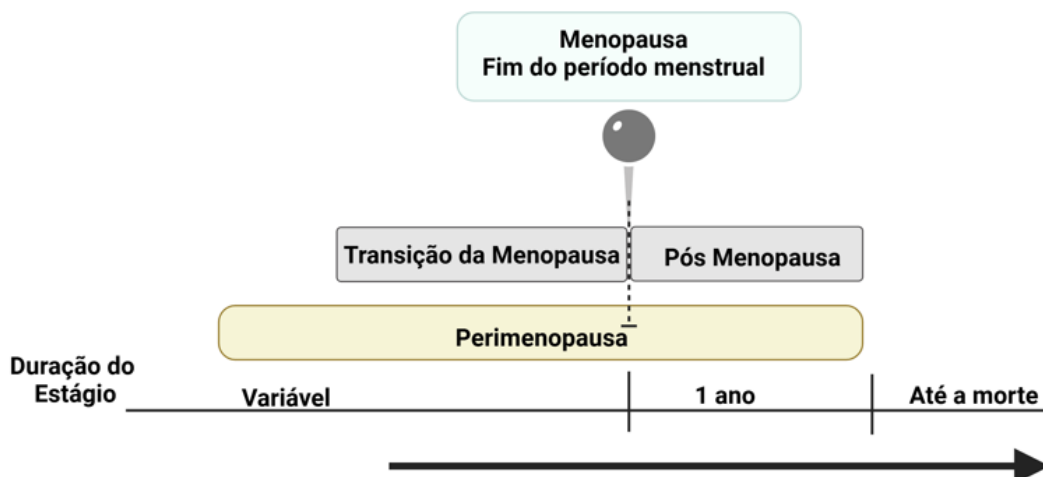 Menopausa
Fim do período menstrual
Transição da Menopausa
Pós Menopausa
Perimenopausa
Duração do
Estágio
Variável
1 ano
Até a morte